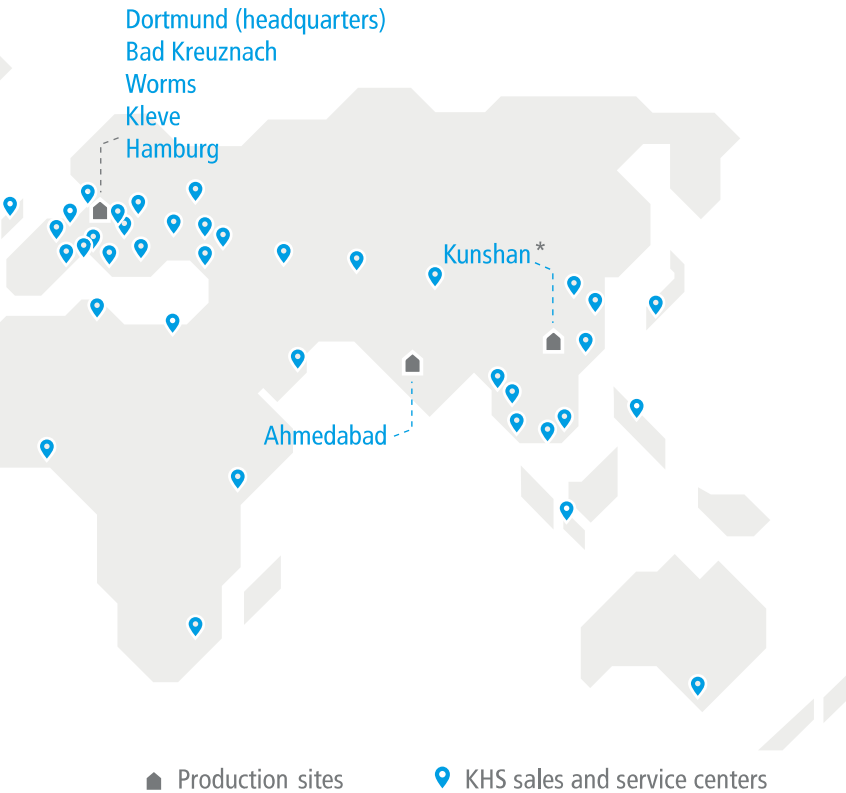 Dortmund (headquarters)
Bad Kreuznach
Worms
Kleve
Hamburg
Kunshan*
Ahmedabad
Production sites
KHS sales and service centers